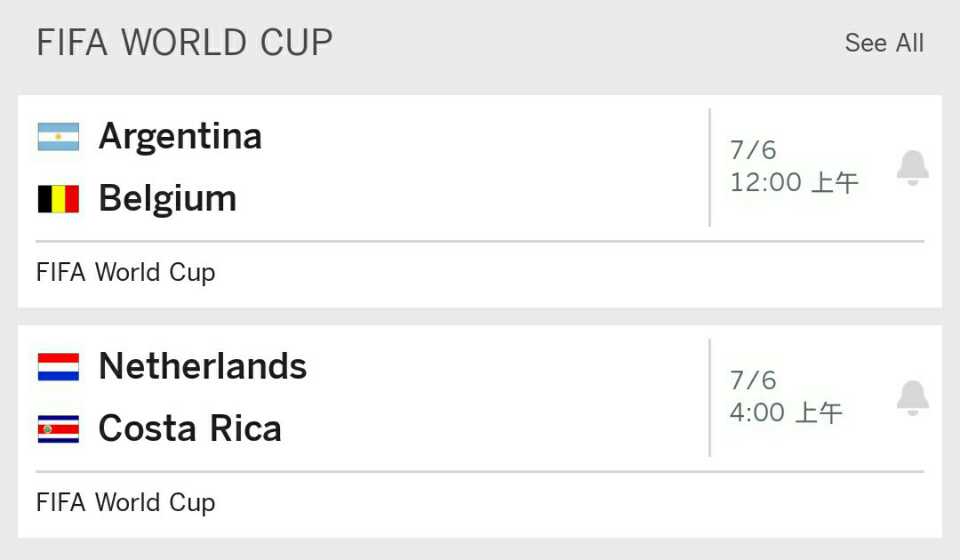 FIFA WORLD CUP
See All
Argentina
Belgium
7/6
12:00 上午
FIFA World Cup
Netherlands
Costa Rica
7/6
4:00 上午
FIFA World Cup